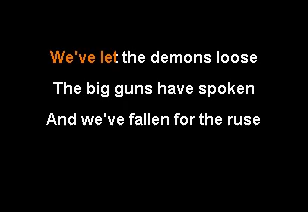 We've let the demons loose
The big guns have spoken
And we've fallen for the ruse